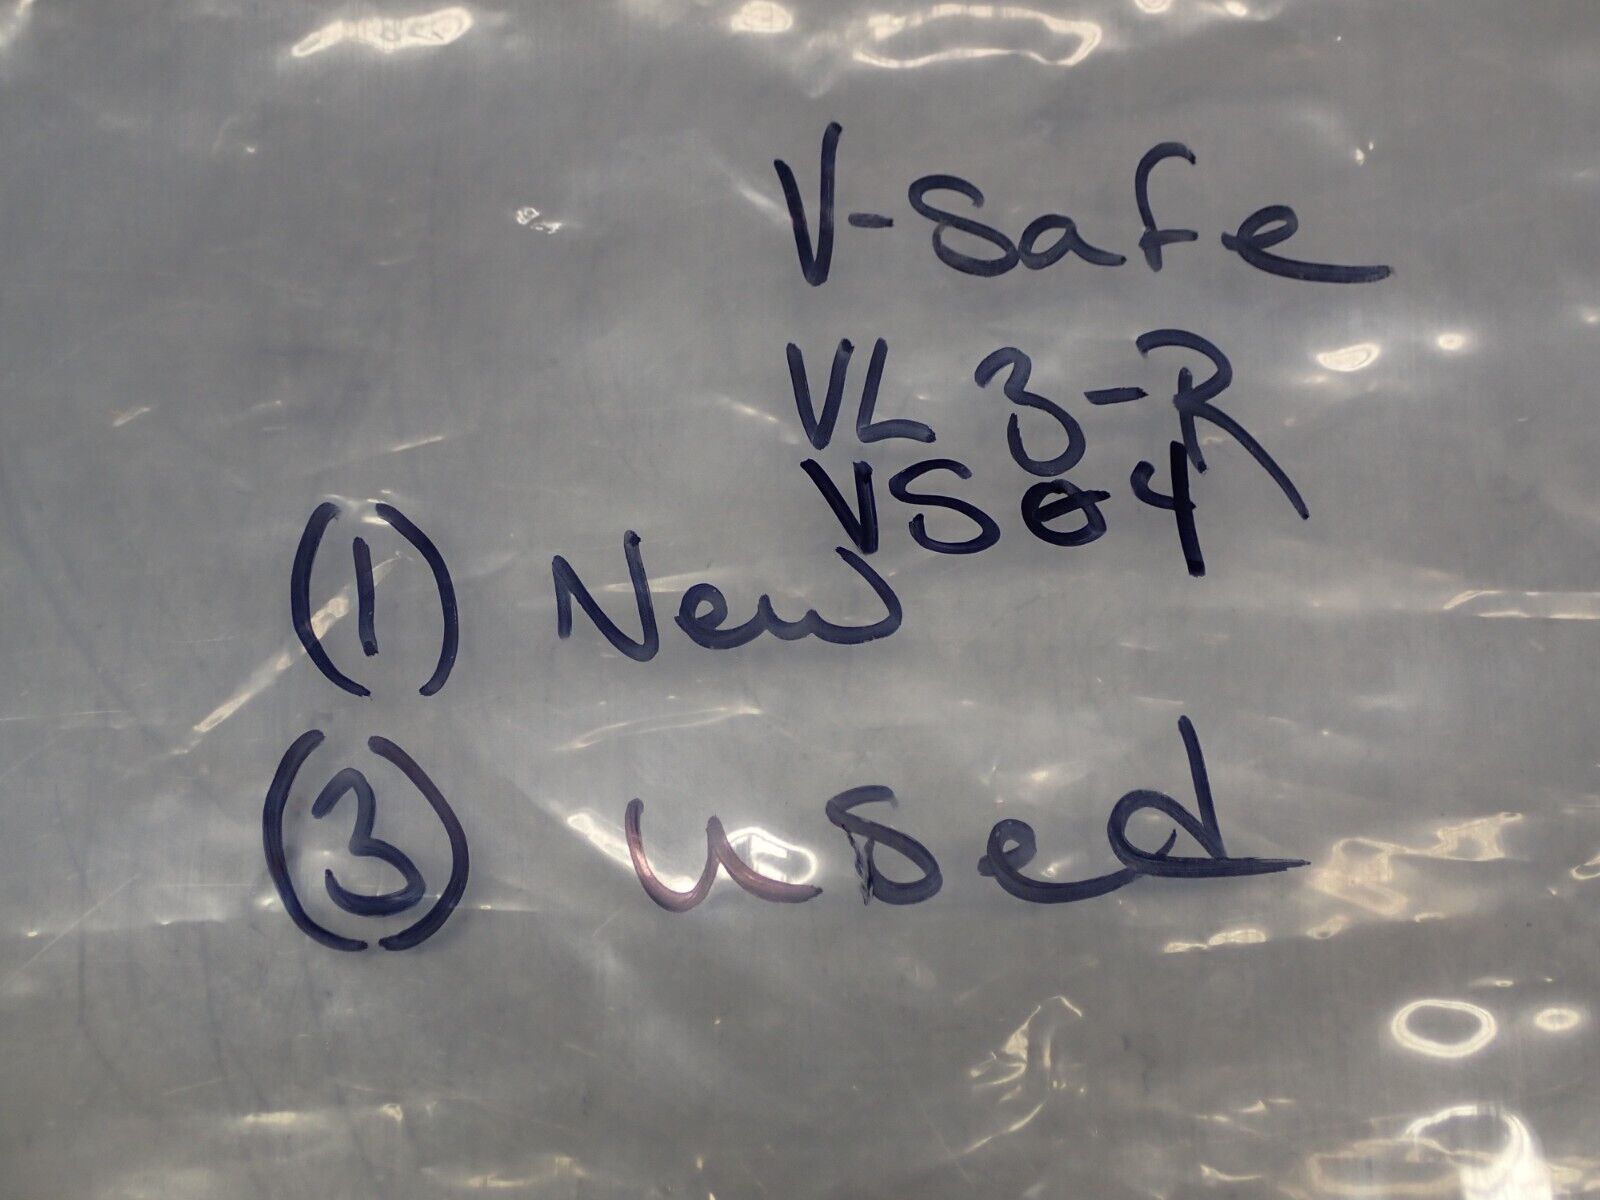 V-Safe
VL 3-R
VS04
(1) New
(3) used